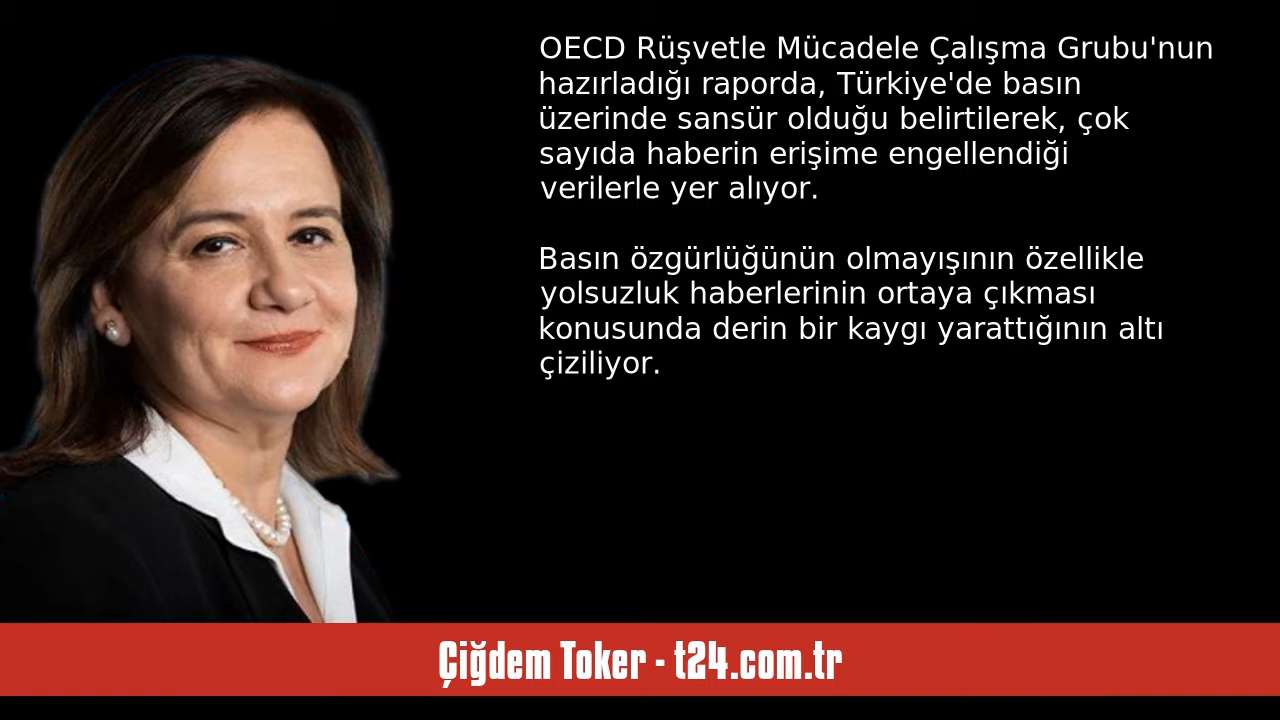 OECD Rüşvetle Mücadele Çalışma Grubu'nun
hazırladığı raporda, Türkiye'de basın
üzerinde sansür olduğu belirtilerek, çok
sayıda haberin erişime engellendiği
verilerle yer alıyor.
Basın özgürlüğünün olmayışının özellikle
yolsuzluk haberlerinin ortaya çıkması
konusunda derin bir kaygı yarattığının altı
çiziliyor.
Çiğdem Toker - t24.com.tr